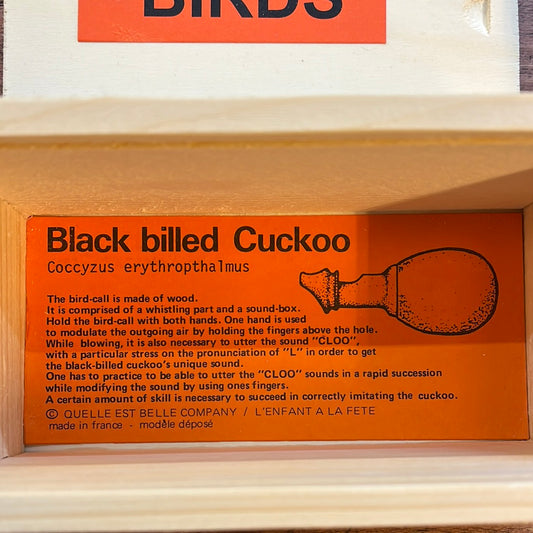 BIRDS
Black billed Cuckoo
Coccyzus erythropthalmus
The bird-call is made of wood.
It is comprised of a whistling part and a sound-box.
Hold the bird-call with both hands. One hand is used
to modulate the outgoing air by holding the fingers above the hole.
While blowing, it is also necessary to utter the sound "CLOO",
with a particular stress on the pronunciation of "L" in order to get
the black-billed cuckoo's unique sound.
One has to practice to be able to utter the "CLOO" sounds in a rapid succession
while modifying the sound by using ones fingers.
A certain amount of skill is necessary to succeed in correctly imitating the cuckoo.
© QUELLE EST BELLE COMPANY / L'ENFANT A LA FETE
made in france - modèle déposé